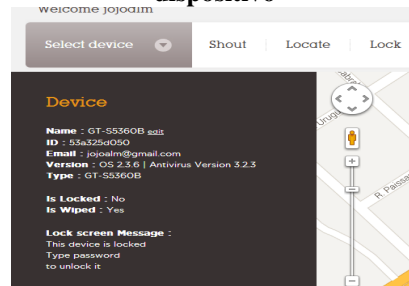 dispositivo
Welcome jojoalm
Select device Shout Locate Lock
Device
Name : GT-S5360B edit
ID : 53a325d050
Email : jojoalm@gmail.com
Version : OS 2.3.6 | Antivirus Version 3.2.3
Type : GT-S5360B
Is Locked : No
Is Wiped : Yes
Lock screen Message :
This device is locked
Type password
to unlock it
R. Paissa